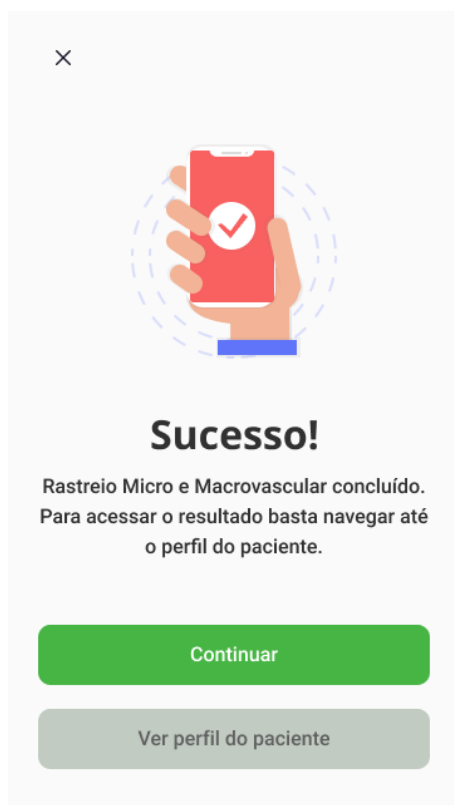 Sucesso!
Rastreio Micro e Macrovascular concluído.
Para acessar o resultado basta navegar até
o perfil do paciente.
Continuar
Ver perfil do paciente